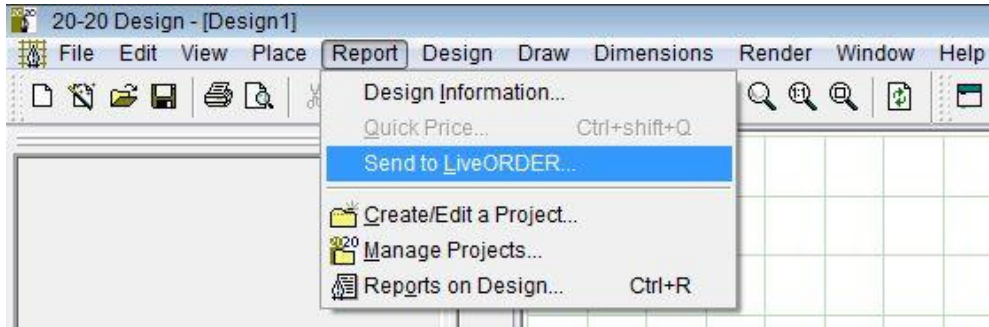 20-20 Design - [Design1]
File Edit View Place Report Design Draw Dimensions Render Window Help
Design Information...
Quick Price... Ctrl+shift+Q
Send to LiveORDER...
Create/Edit a Project...
2020 Manage Projects...
Reports on Design... Ctrl+R